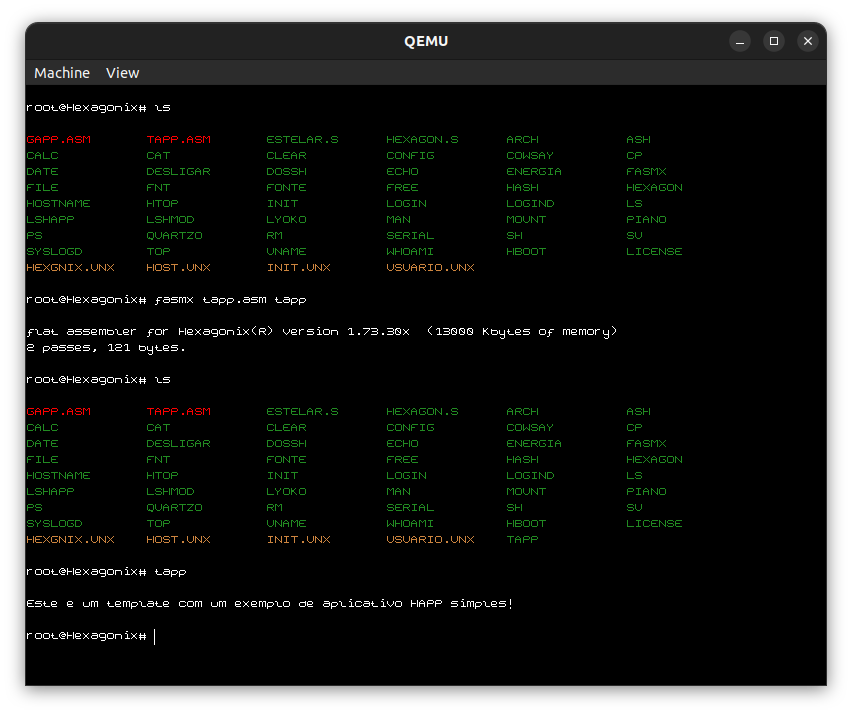 QEMU
Machine View
root@Hexagonix# ls
GAPP.ASM TAPP.ASM ESTELAR.S HEXAGON.S ARCH ASH
CALC CAT CLEAR CONFIG COWSAY CP
DATE DESLIGAR DOSSH ECHO ENERGIA FASMX
FILE FNT FONTE FREE HASH HEXAGON
HOSTNAME HTOP INIT LOGIN LOGIND LS
LSHAPP LSHMOD LYOKO MAN MOUNT PIANO
PS QUARTZO RM SERIAL SH SU
SYSLOGD TOP UNAME WHOAMI HBOOT LICENSE
HEXGNIX.UNX HOST.UNX INIT.UNX USUARIO.UNX
root@Hexagonix# fasmx tapp.asm tapp
flat assembler for Hexagonix(R) version 1.73.30x (13000 Kbytes of memory)
2 passes, 121 bytes.
root@Hexagonix# ls
GAPP.ASM TAPP.ASM ESTELAR.S HEXAGON.S ARCH ASH
CALC CAT CLEAR CONFIG COWSAY CP
DATE DESLIGAR DOSSH ECHO ENERGIA FASMX
FILE FNT FONTE FREE HASH HEXAGON
HOSTNAME HTOP INIT LOGIN LOGIND LS
LSHAPP LSHMOD LYOKO MAN MOUNT PIANO
PS QUARTZO RM SERIAL SH SU
SYSLOGD TOP UNAME WHOAMI HBOOT LICENSE
HEXGNIX.UNX HOST.UNX INIT.UNX USUARIO.UNX TAPP
root@Hexagonix# tapp
Este e um template com um exemplo de aplicativo HAPP simples!
root@Hexagonix#